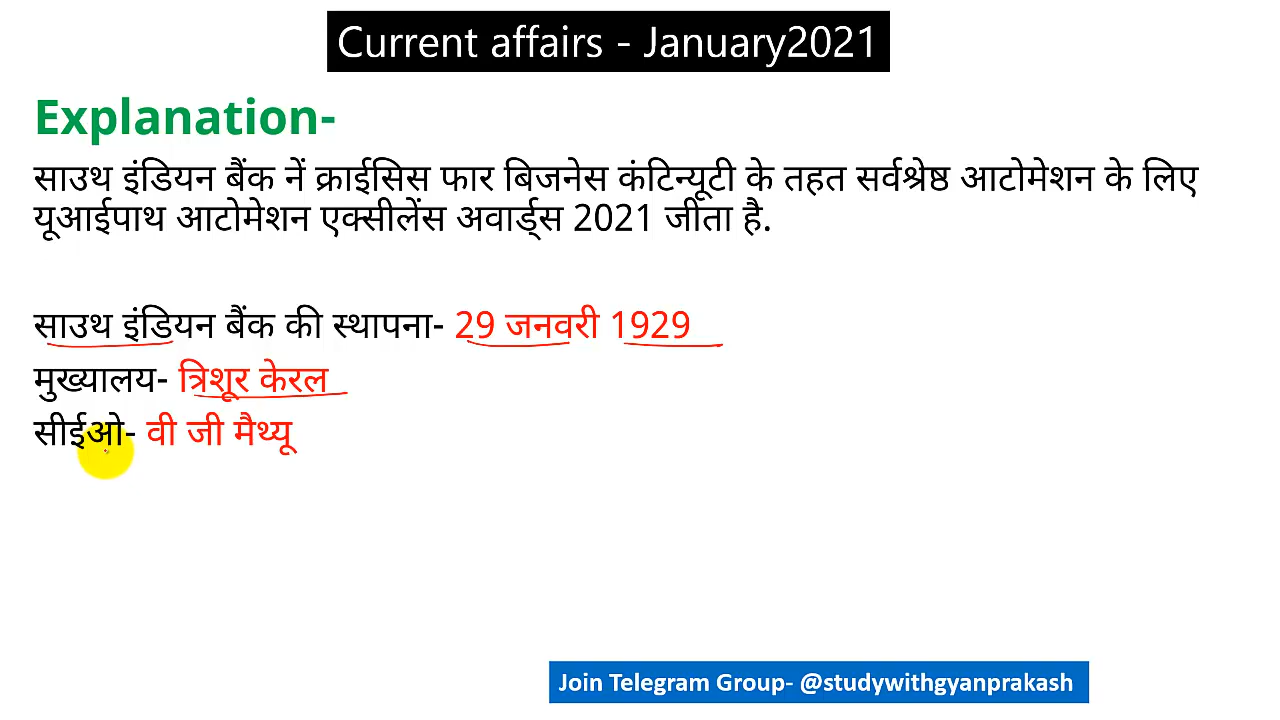 Current affairs - January2021
Explanation-
साउथ इंडियन बैंक नें क्राईसिस फार बिजनेस कंटिन्यूटी के तहत सर्वश्रेष्ठ आटोमेशन के लिए
यूआईपाथ आटोमेशन एक्सीलेंस अवार्ड्स 2021 जीता है.
साउथ इंडियन बैंक की स्थापना- 29 जनवरी 1929
मुख्यालय- त्रिशूर केरल
सीईओ- वी जी मैथ्यू
Join Telegram Group- @studywithgyanprakash